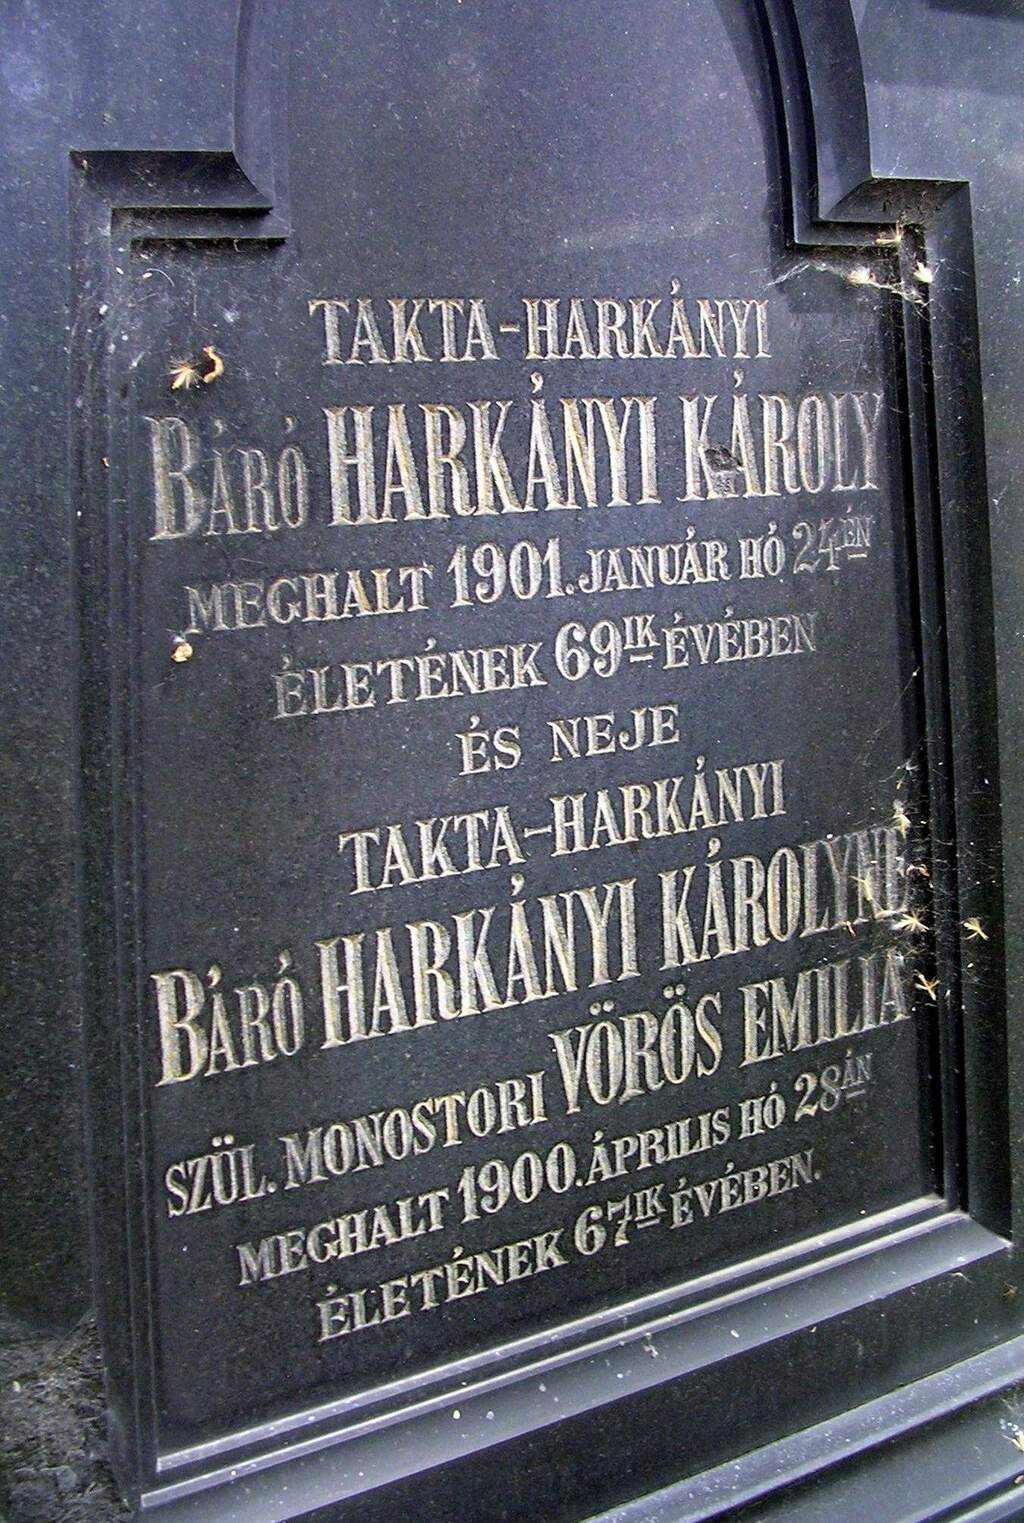 TAKTA-HARKÁNYI
BÁRÓ HARKÁNYI KÁROLY
MEGHALT 1901. JANUÁR HÓ 24ÉN
ÉLETÉNEK 69IK ÉVÉBEN
ÉS NEJE
TAKTA-HARKÁNYI
BÁRÓ HARKÁNYI KÁROLYNÉ
SZÜL. MONOSTORI VÖRÖS EMILIA
MEGHALT 1900. ÁPRILIS HÓ 28ÁN
ÉLETÉNEK 67IK ÉVÉBEN.